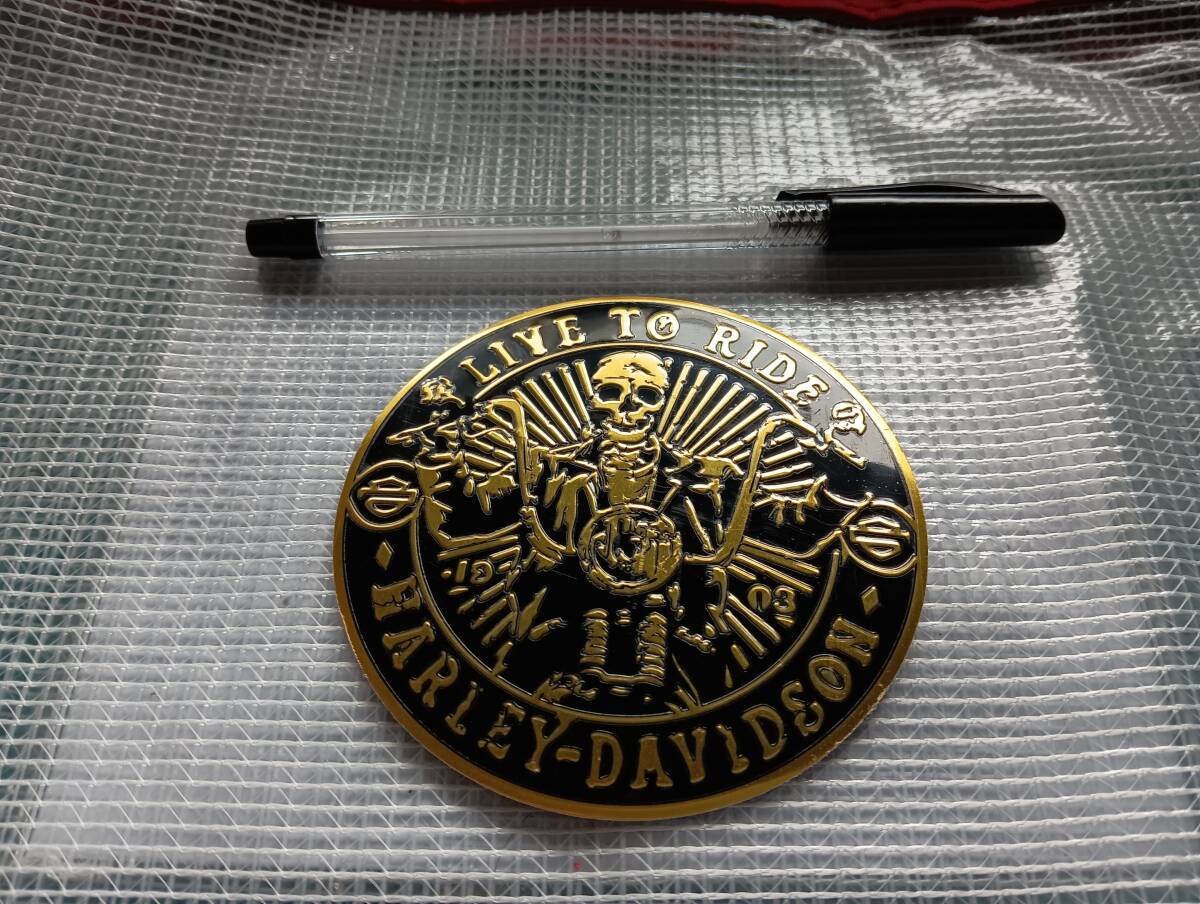 LIVE TO RIDE
19 03
HARLEY-DAVIDSON